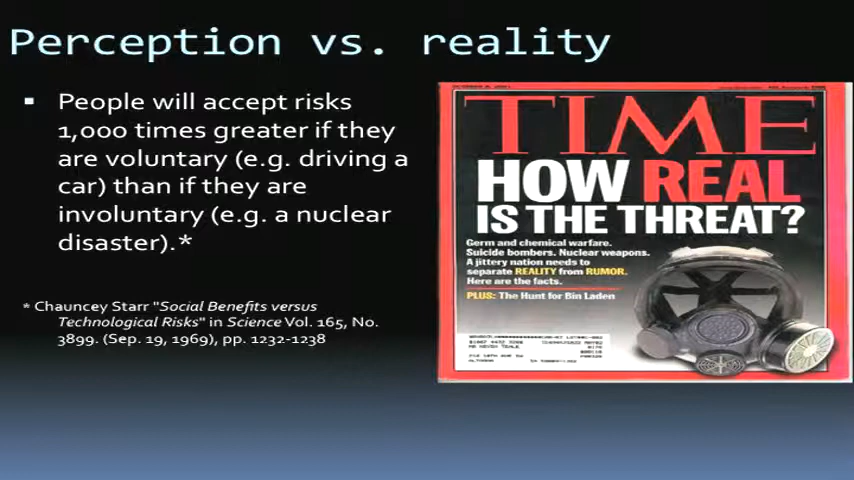 Perception vs. reality
People will accept risks
1,000 times greater if they
are voluntary (e.g. driving a
car) than if they are
involuntary (e.g. a nuclear
disaster).*
* Chauncey Starr "Social Benefits versus
Technological Risks" in Science Vol. 165, No.
3899. (Sep. 19, 1969), pp. 1232-1238
TIME
HOW REAL
IS THE THREAT?
Germ and chemical warfare.
Suicide bombers. Nuclear weapons.
A jittery nation needs to
separate REALITY from RUMOR.
Here are the facts.
PLUS: The Hunt for Bin Laden